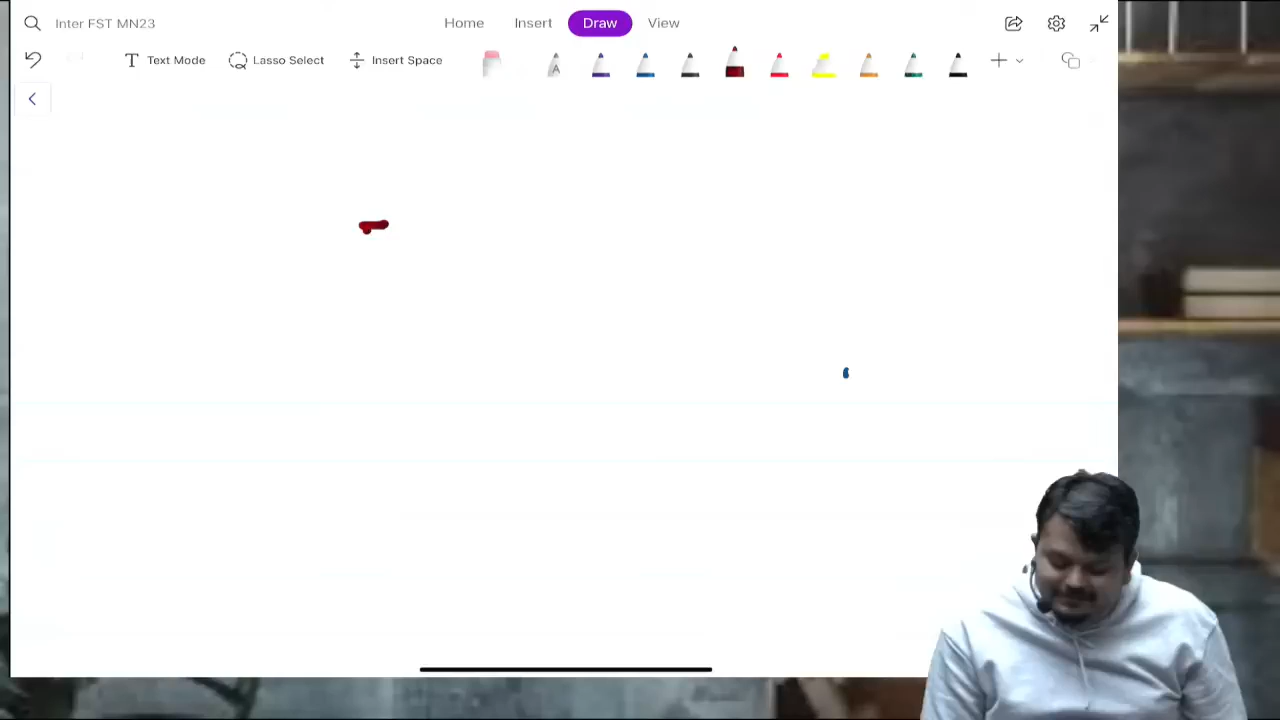 Inter FST MN23
Home Insert Draw View
Text Mode Lasso Select Insert Space A